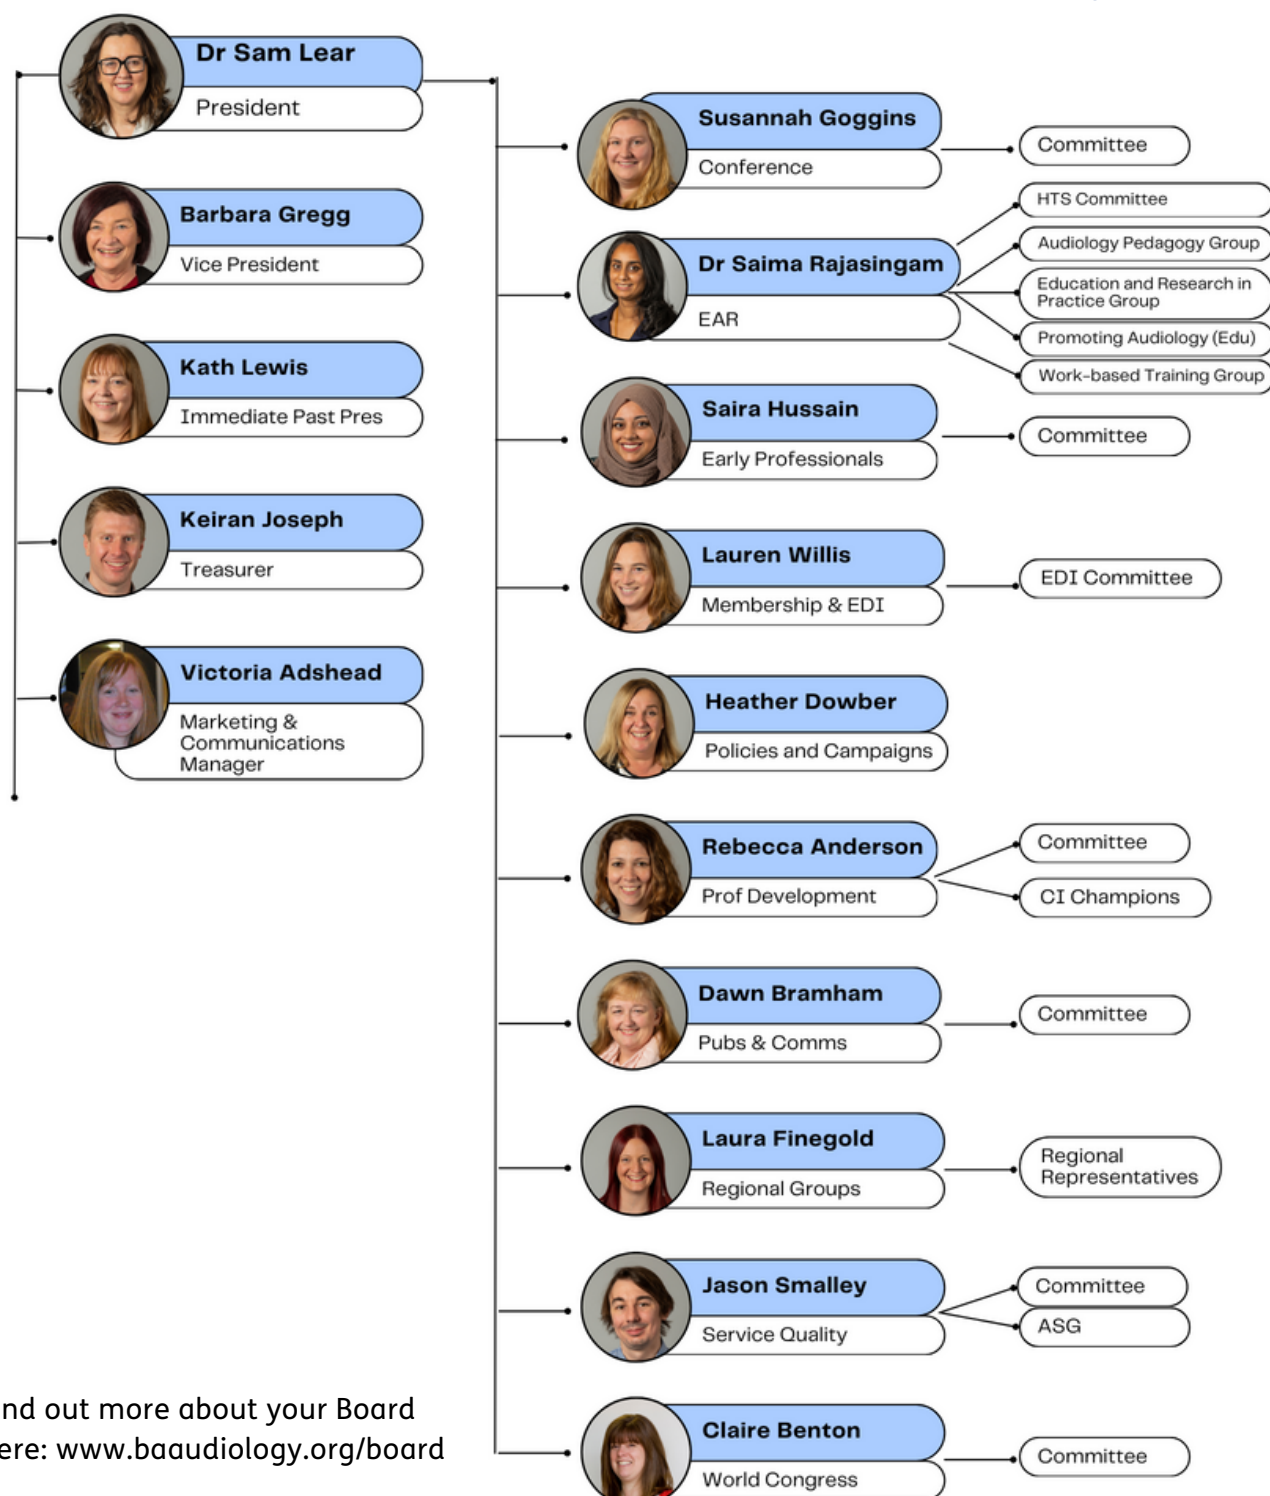 Dr Sam Lear
President
Barbara Gregg
Vice President
Kath Lewis
Immediate Past Pres
Keiran Joseph
Treasurer
Victoria Adshead
Marketing &
Communications
Manager
Susannah Goggins
Conference
Committee
Dr Saima Rajasingam
EAR
HTS Committee
Audiology Pedagogy Group
Education and Research in
Practice Group
Promoting Audiology (Edu)
Work-based Training Group
Saira Hussain
Early Professionals
Committee
Lauren Willis
Membership & EDI
EDI Committee
Heather Dowber
Policies and Campaigns
Rebecca Anderson
Prof Development
Committee
CI Champions
Dawn Bramham
Pubs & Comms
Committee
Laura Finegold
Regional Groups
Regional
Representatives
Jason Smalley
Service Quality
Committee
ASG
Claire Benton
World Congress
Committee
nd out more about your Board
ere: www.baaudiology.org/board